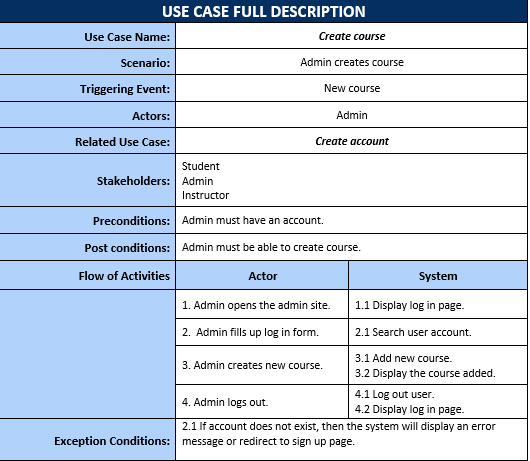 USE CASE FULL DESCRIPTION
Use Case Name: Create course
Scenario: Admin creates course
Triggering Event: New course
Actors: Admin
Related Use Case: Create account
Stakeholders: Student
Admin
Instructor
Preconditions: Admin must have an account.
Post conditions: Admin must be able to create course.
Flow of Activities Actor System
1. Admin opens the admin site. 1.1 Display log in page.
2. Admin fills up log in form. 2.1 Search user account.
3. Admin creates new course. 3.1 Add new course.
3.2 Display the course added.
4. Admin logs out. 4.1 Log out user.
4.2 Display log in page.
Exception Conditions: 2.1 If account does not exist, then the system will display an error
message or redirect to sign up page.